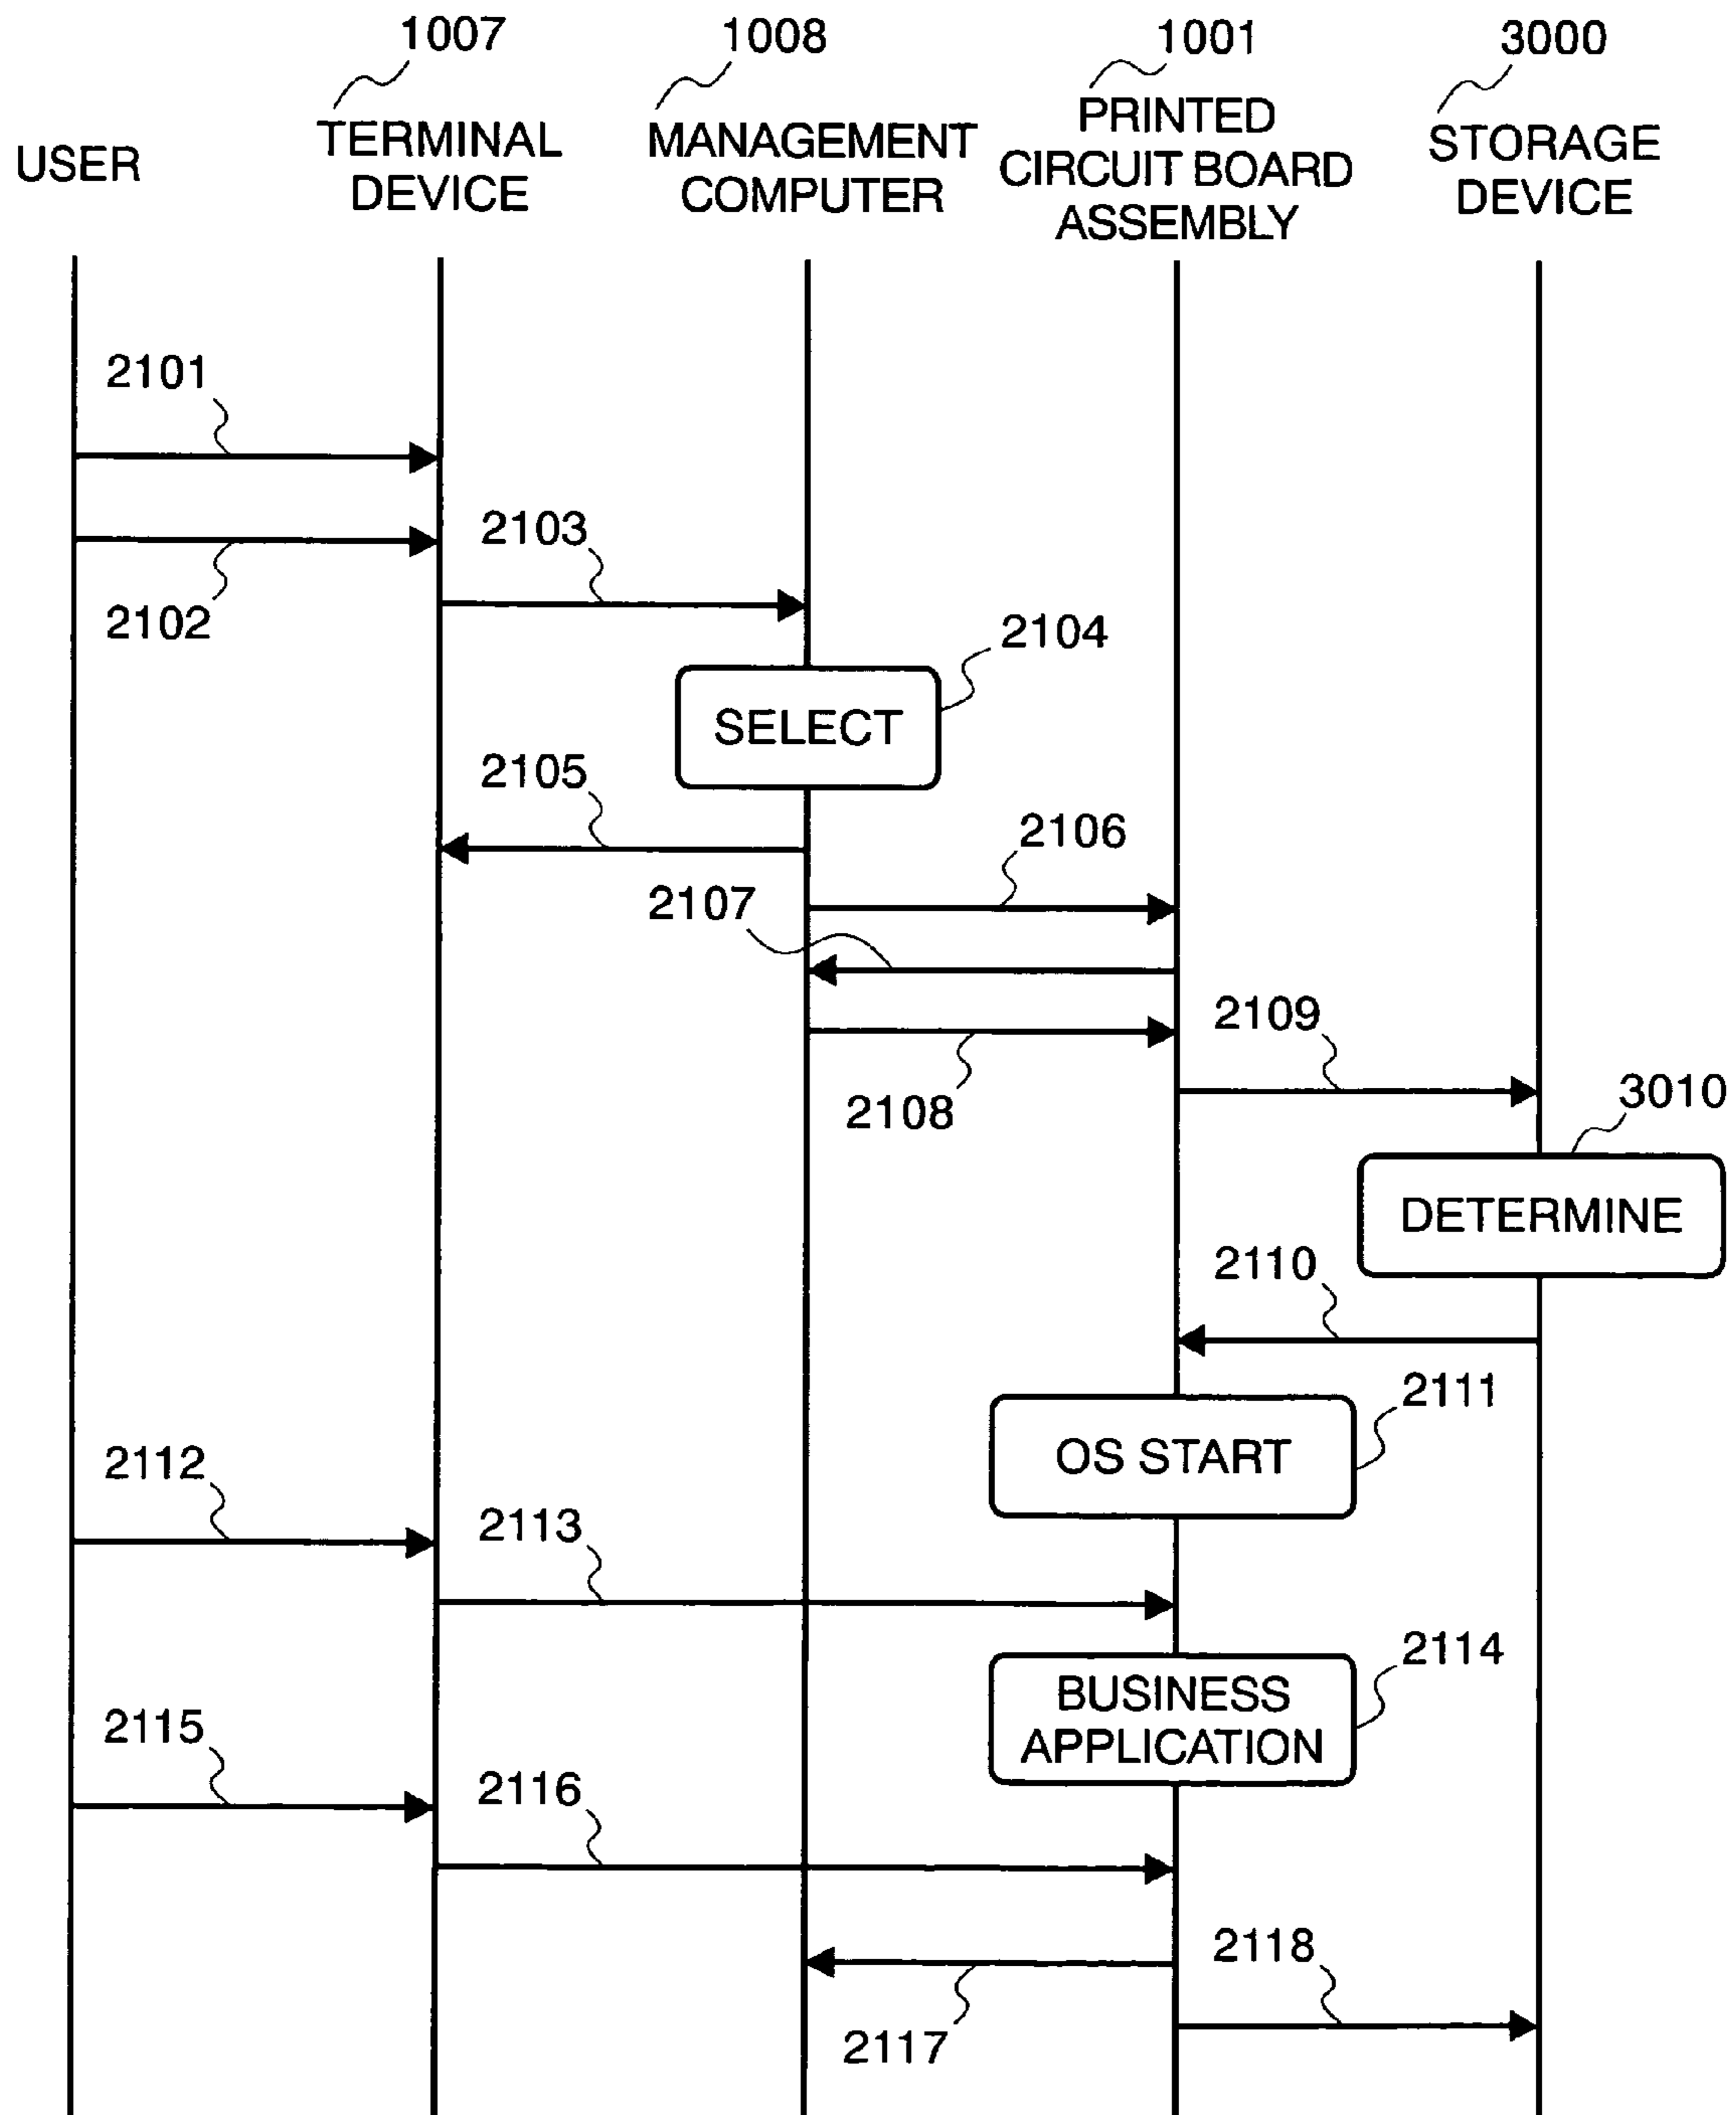 1007
1008
1001
3000
USER
TERMINAL
DEVICE
MANAGEMENT
COMPUTER
PRINTED
CIRCUIT BOARD
ASSEMBLY
STORAGE
DEVICE
2101
2102
2103
2104
SELECT
2105
2106
2107
2108
2109
3010
DETERMINE
2110
2111
OS START
2112
2113
2114
BUSINESS
APPLICATION
2115
2116
2117
2118